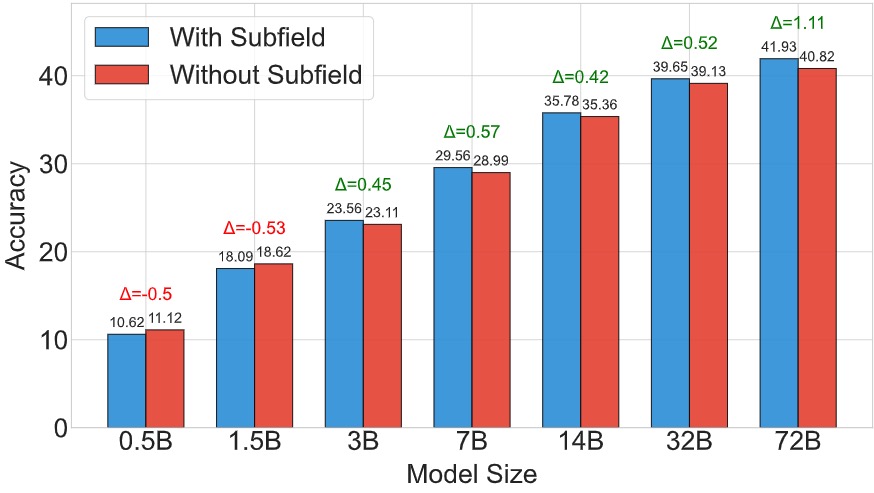 With Subfield
Without Subfield
Accuracy
40
30
20
10
0
Δ=-0.5
10.62 11.12
Δ=-0.53
18.09 18.62
Δ=0.45
23.56 23.11
Δ=0.57
29.56 28.99
Δ=0.42
35.78 35.36
Δ=0.52
39.65 39.13
Δ=1.11
41.93 40.82
0.5B 1.5B 3B 7B 14B 32B 72B
Model Size